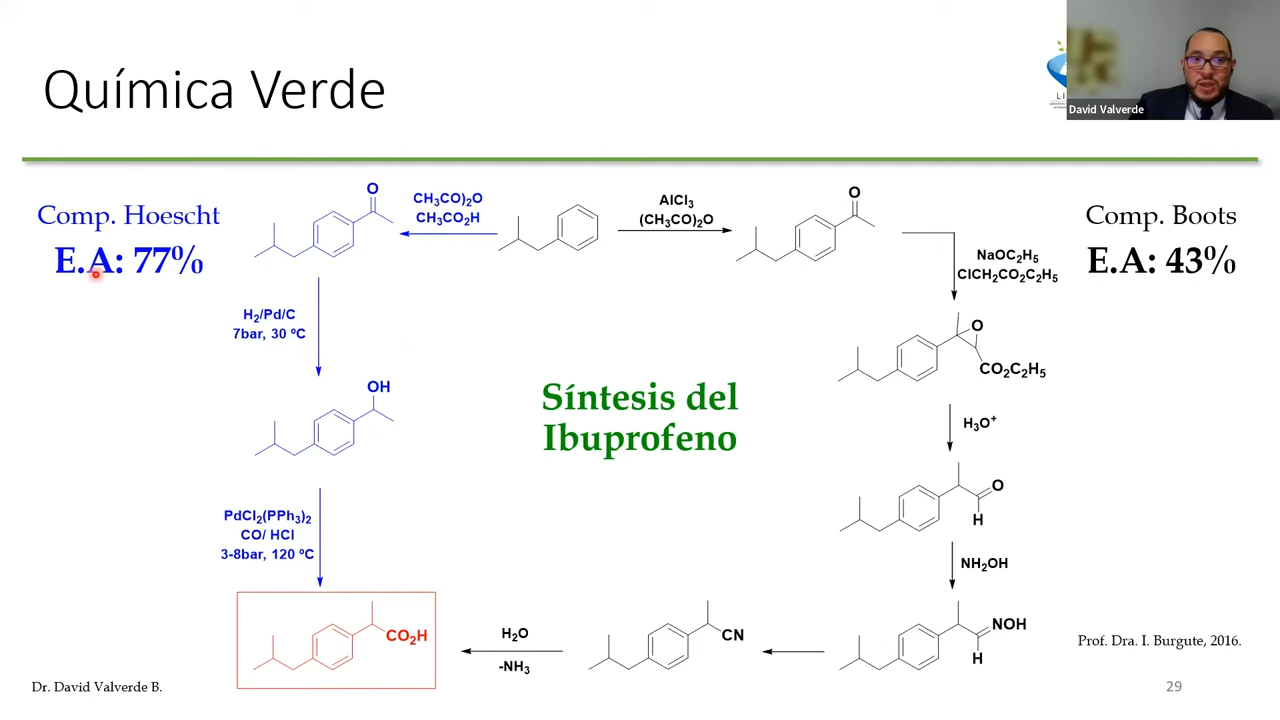 Química Verde
LI
David Valverde
Comp. Hoescht
E.A: 77%
O
CH₃CO)₂O
CH₃CO₂H
AlCl₃
(CH₃CO)₂O
O
Comp. Boots
E.A: 43%
NaOC₂H₅
ClCH₂CO₂C₂H₅
H₂/Pd/C
7bar, 30 ºC
O
CO₂C₂H₅
OH
Síntesis del
Ibuprofeno
H₃O⁺
O
H
PdCl₂(PPh₃)₂
CO/ HCl
3-8bar, 120 ºC
NH₂OH
CO₂H
H₂O
-NH₃
CN
NOH
H
Prof. Dra. I. Burgute, 2016.
Dr. David Valverde B.
29